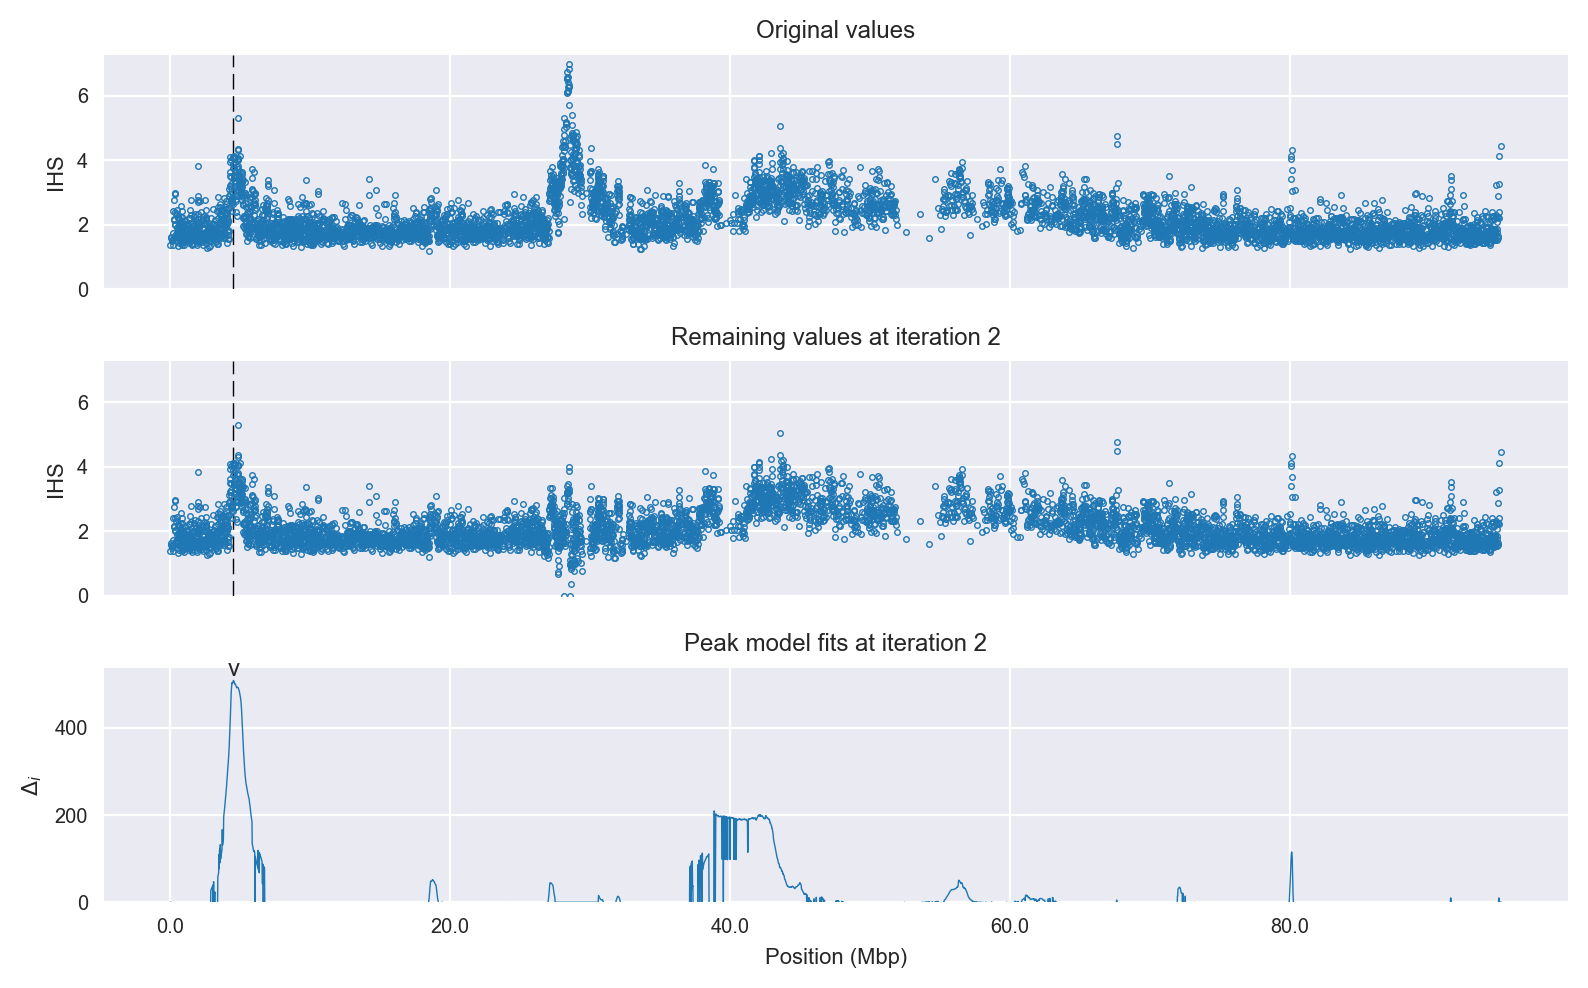 Original values
IHS
6
4
2
0
Remaining values at iteration 2
IHS
6
4
2
0
Peak model fits at iteration 2
v
Δi
400
200
0
0.0 20.0 40.0 60.0 80.0
Position (Mbp)